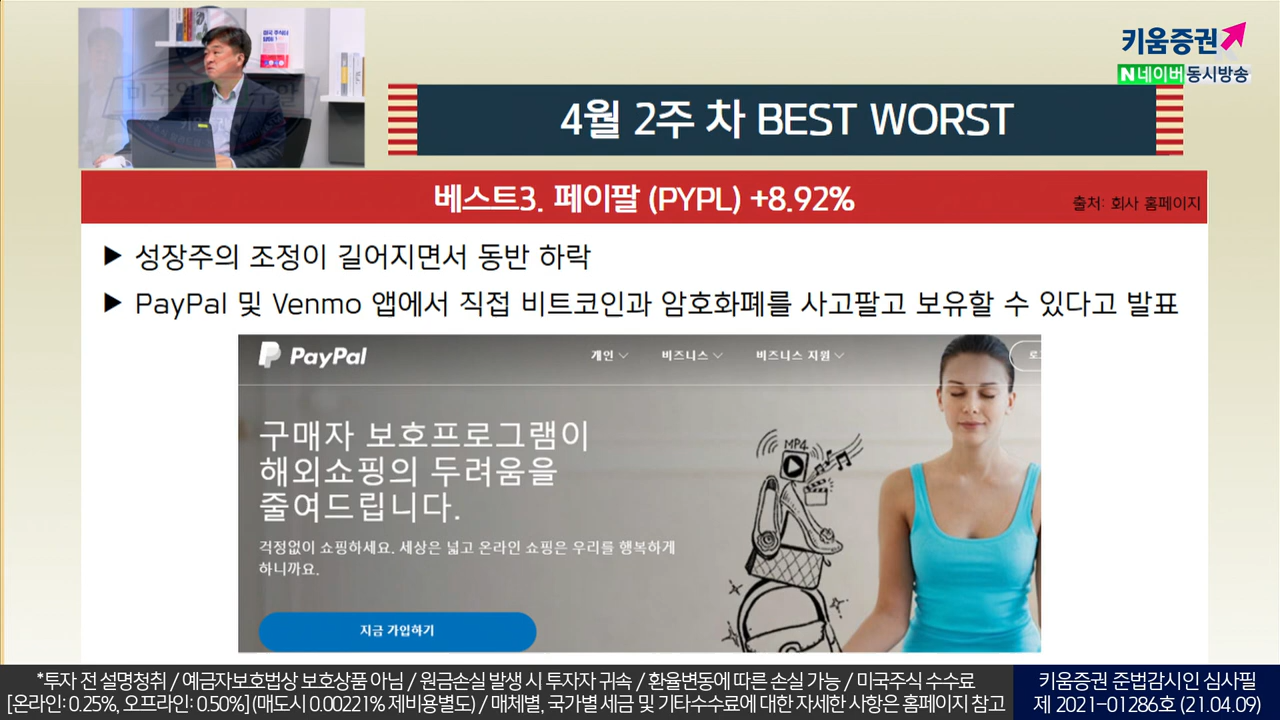 키움증권
N 네이버 동시방송
4월 2주 차 BEST WORST
베스트3. 페이팔 (PYPL) +8.92%
출처: 회사 홈페이지
▶ 성장주의 조정이 길어지면서 동반 하락
▶ PayPal 및 Venmo 앱에서 직접 비트코인과 암호화폐를 사고팔고 보유할 수 있다고 발표
PayPal
개인 비즈니스 비즈니스 지원
구매자 보호프로그램이
해외쇼핑의 두려움을
줄여드립니다.
걱정없이 쇼핑하세요. 세상은 넓고 온라인 쇼핑은 우리를 행복하게
하니까요.
MP4
지금 가입하기
*투자 전 설명청취 / 예금자보호법상 보호상품 아님 / 원금손실 발생 시 투자자 귀속 / 환율변동에 따른 손실 가능 / 미국주식 수수료
[온라인: 0.25%, 오프라인: 0.50%] (매도시 0.00221% 제비용별도) / 매체별, 국가별 세금 및 기타수수료에 대한 자세한 사항은 홈페이지 참고
키움증권 준법감시인 심사필
제 2021-01286호 (21.04.09)